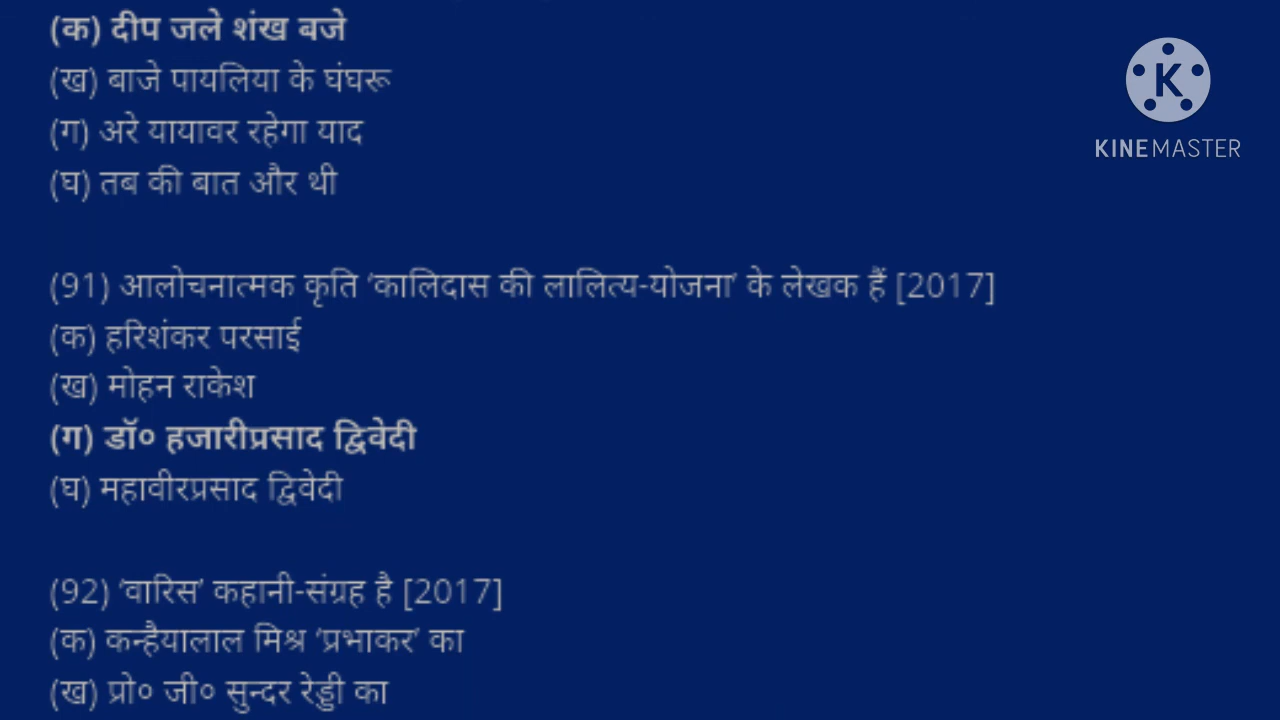 (क) दीप जले शंख बजे
(ख) बाजे पायलिया के घंघरू
(ग) अरे यायावर रहेगा याद
(घ) तब की बात और थी
K
KINEMASTER
(91) आलोचनात्मक कृति ‘कालिदास की लालित्य-योजना’ के लेखक हैं [2017]
(क) हरिशंकर परसाई
(ख) मोहन राकेश
(ग) डॉ० हजारीप्रसाद द्विवेदी
(घ) महावीरप्रसाद द्विवेदी
(92) ‘वारिस’ कहानी-संग्रह है [2017]
(क) कन्हैयालाल मिश्र ‘प्रभाकर’ का
(ख) प्रो० जी० सुन्दर रेड्डी का